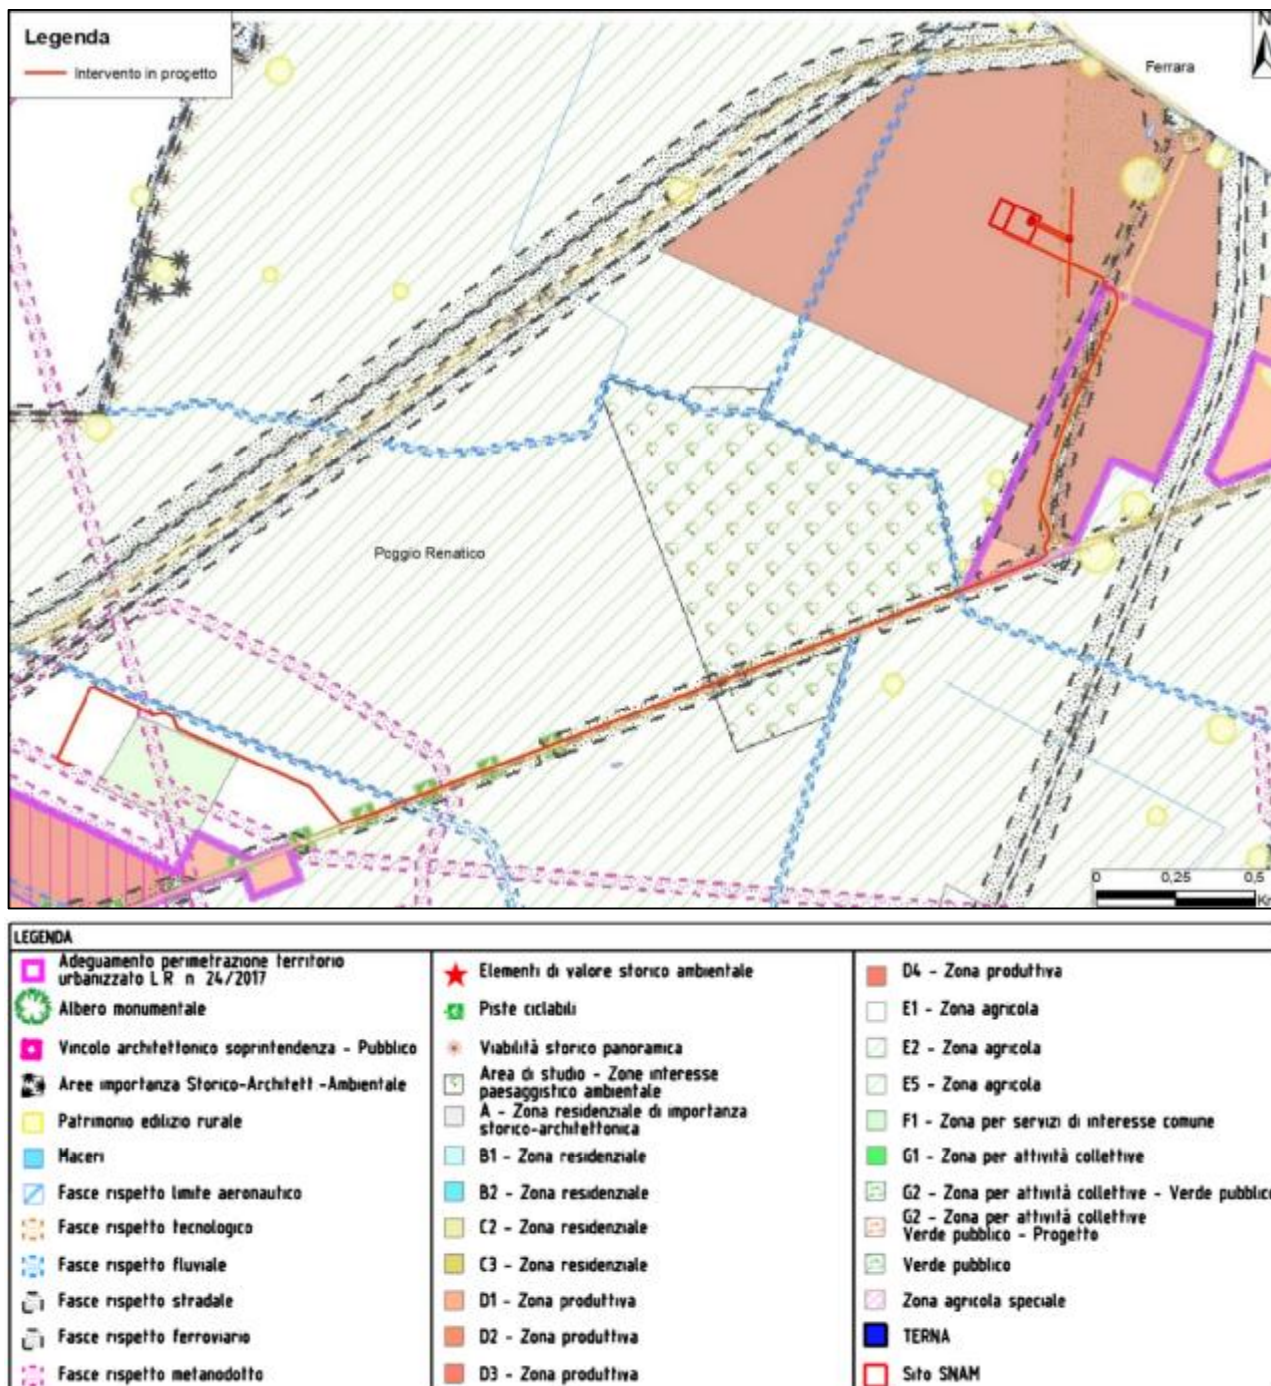 Legenda
Intervento in progetto
N
Ferrara
Poggio Renatico
0 0,25 0,5
Km
LEGENDA
Adeguamento perimetrazione territorio
urbanizzato L R n 24/2017
Albero monumentale
Vincolo architettonico soprintendenza - Pubblico
Aree importanza Storico-Architett -Ambientale
Patrimonio edilizio rurale
Maceri
Fasce rispetto limite aeronautico
Fasce rispetto tecnologico
Fasce rispetto fluviale
Fasce rispetto stradale
Fasce rispetto ferroviario
Fasce rispetto metanodotto
Elementi di valore storico ambientale
Piste ciclabili
Viabilità storico panoramica
Area di studio - Zone interesse
paesaggistico ambientale
A - Zona residenziale di importanza
storico-architettonica
B1 - Zona residenziale
B2 - Zona residenziale
C2 - Zona residenziale
C3 - Zona residenziale
D1 - Zona produttiva
D2 - Zona produttiva
D3 - Zona produttiva
D4 - Zona produttiva
E1 - Zona agricola
E2 - Zona agricola
E5 - Zona agricola
F1 - Zona per servizi di interesse comune
G1 - Zona per attività collettive
G2 - Zona per attività collettive - Verde pubblico
G2 - Zona per attività collettive
Verde pubblico - Progetto
Verde pubblico
Zona agricola speciale
TERNA
Sito SNAM